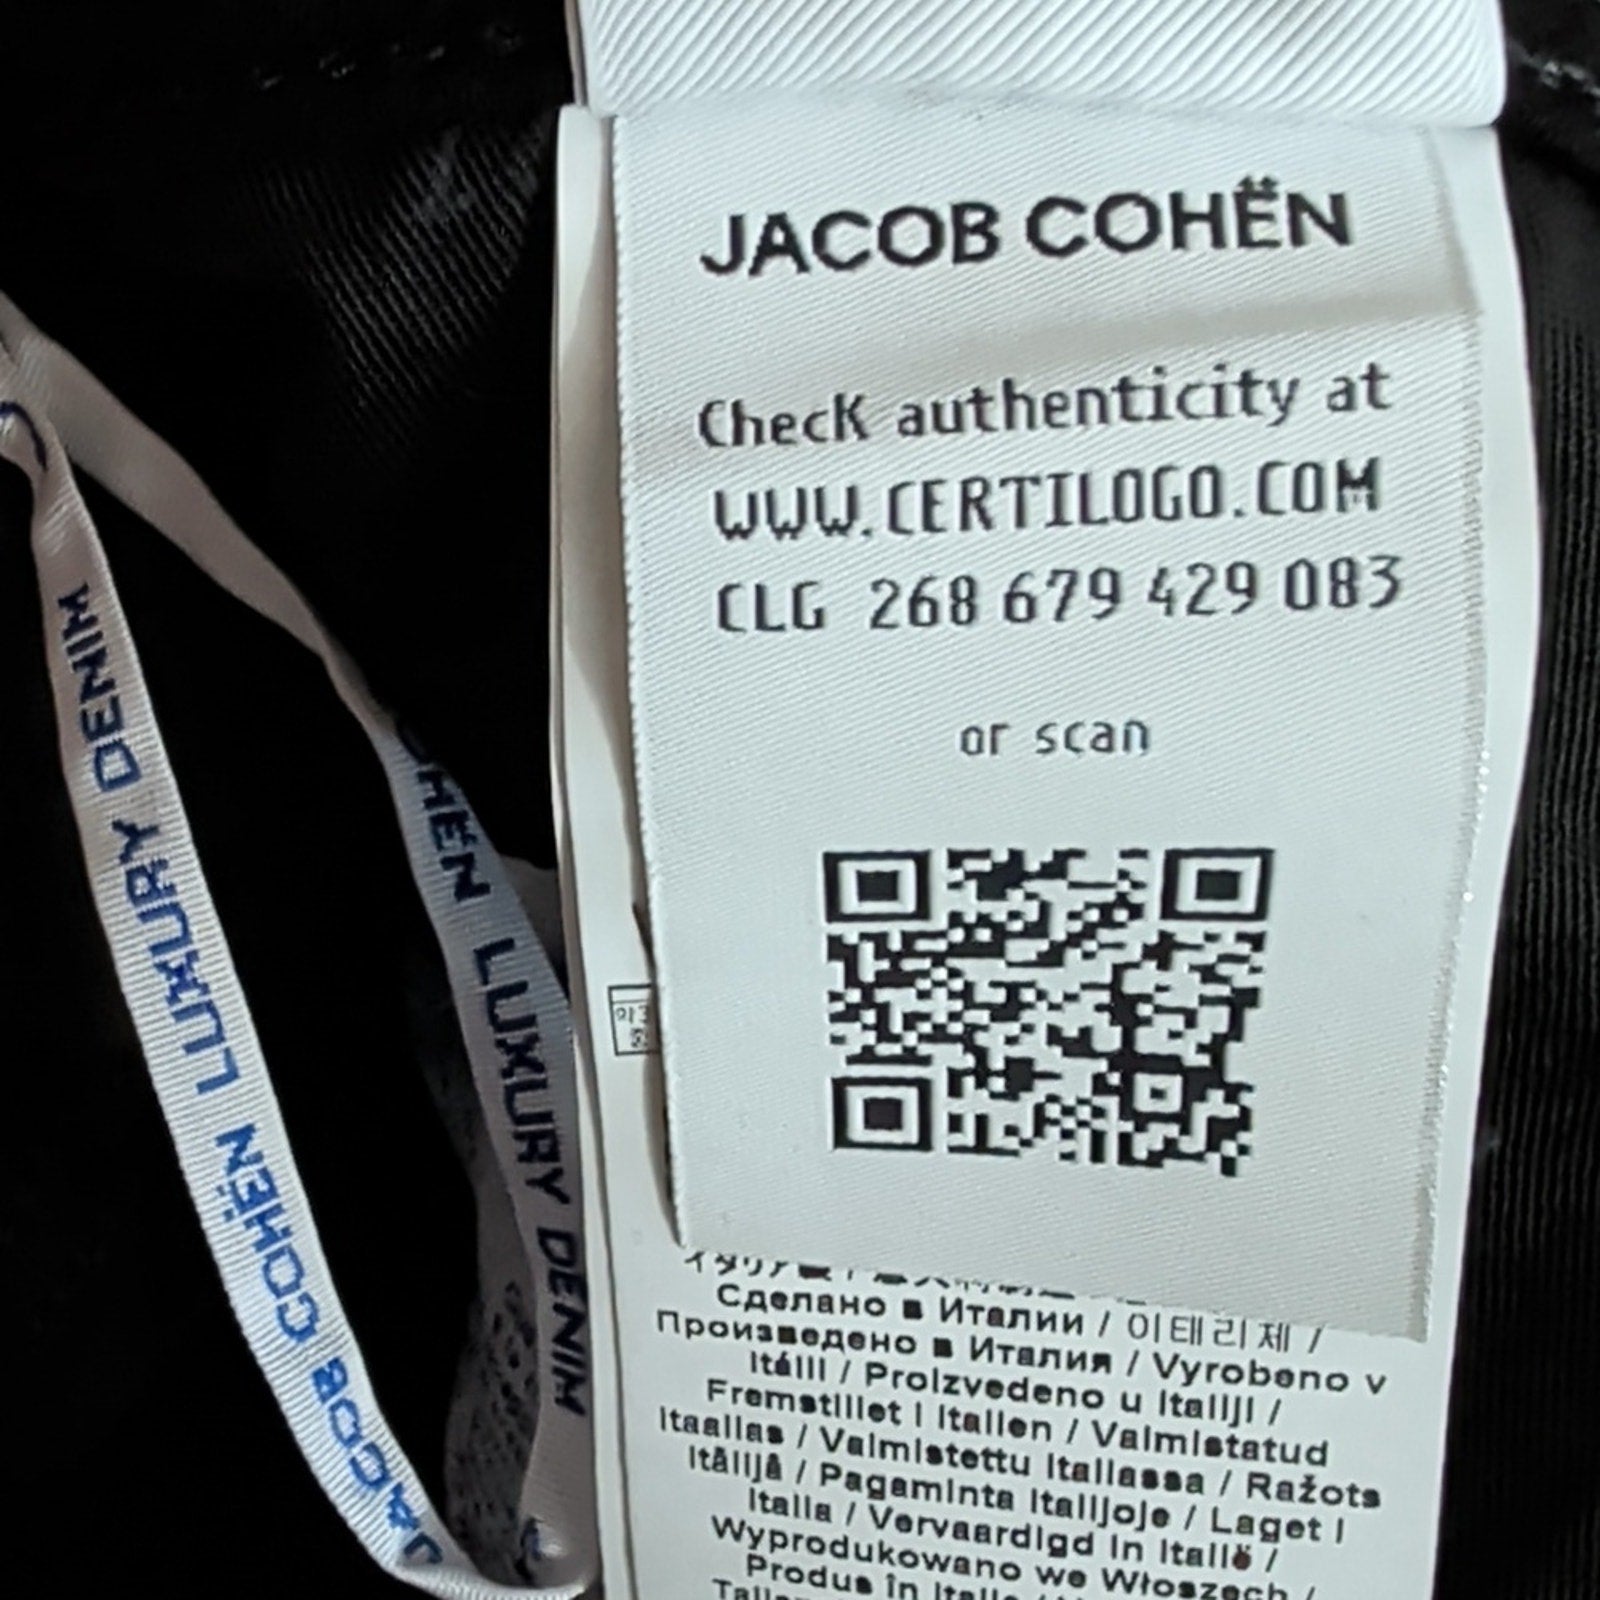 JACOB COHËN
Check authenticity at
WWW.CERTILOGO.COM
CLG 268 679 429 083
or scan
Сделано в Италии / 이태리제 /
Произведено в Италия / Vyrobeno v
Itálii / Proizvedeno u Italiji /
Fremstillet i Italien / Valmistatud
Itaalias / Valmistettu Italiassa / Ražots
Itālijā / Pagaminta Italijoje / Laget i
Italia / Vervaardigd in Italië /
Wyprodukowano we Włoszech /
Produs în
JACOB COHËN LUXURY DENIM
COHËN LUXURY DENIM